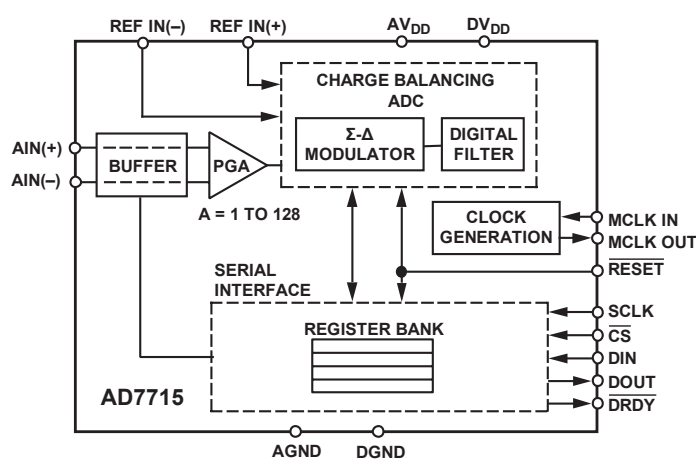 REF IN(–)
REF IN(+)
AVDD
DVDD
CHARGE BALANCING
ADC
AIN(+)
AIN(–)
BUFFER
PGA
Σ-Δ
MODULATOR
DIGITAL
FILTER
A = 1 TO 128
CLOCK
GENERATION
MCLK IN
MCLK OUT
RESET
SERIAL
INTERFACE
REGISTER BANK
SCLK
CS
DIN
DOUT
DRDY
AD7715
AGND
DGND